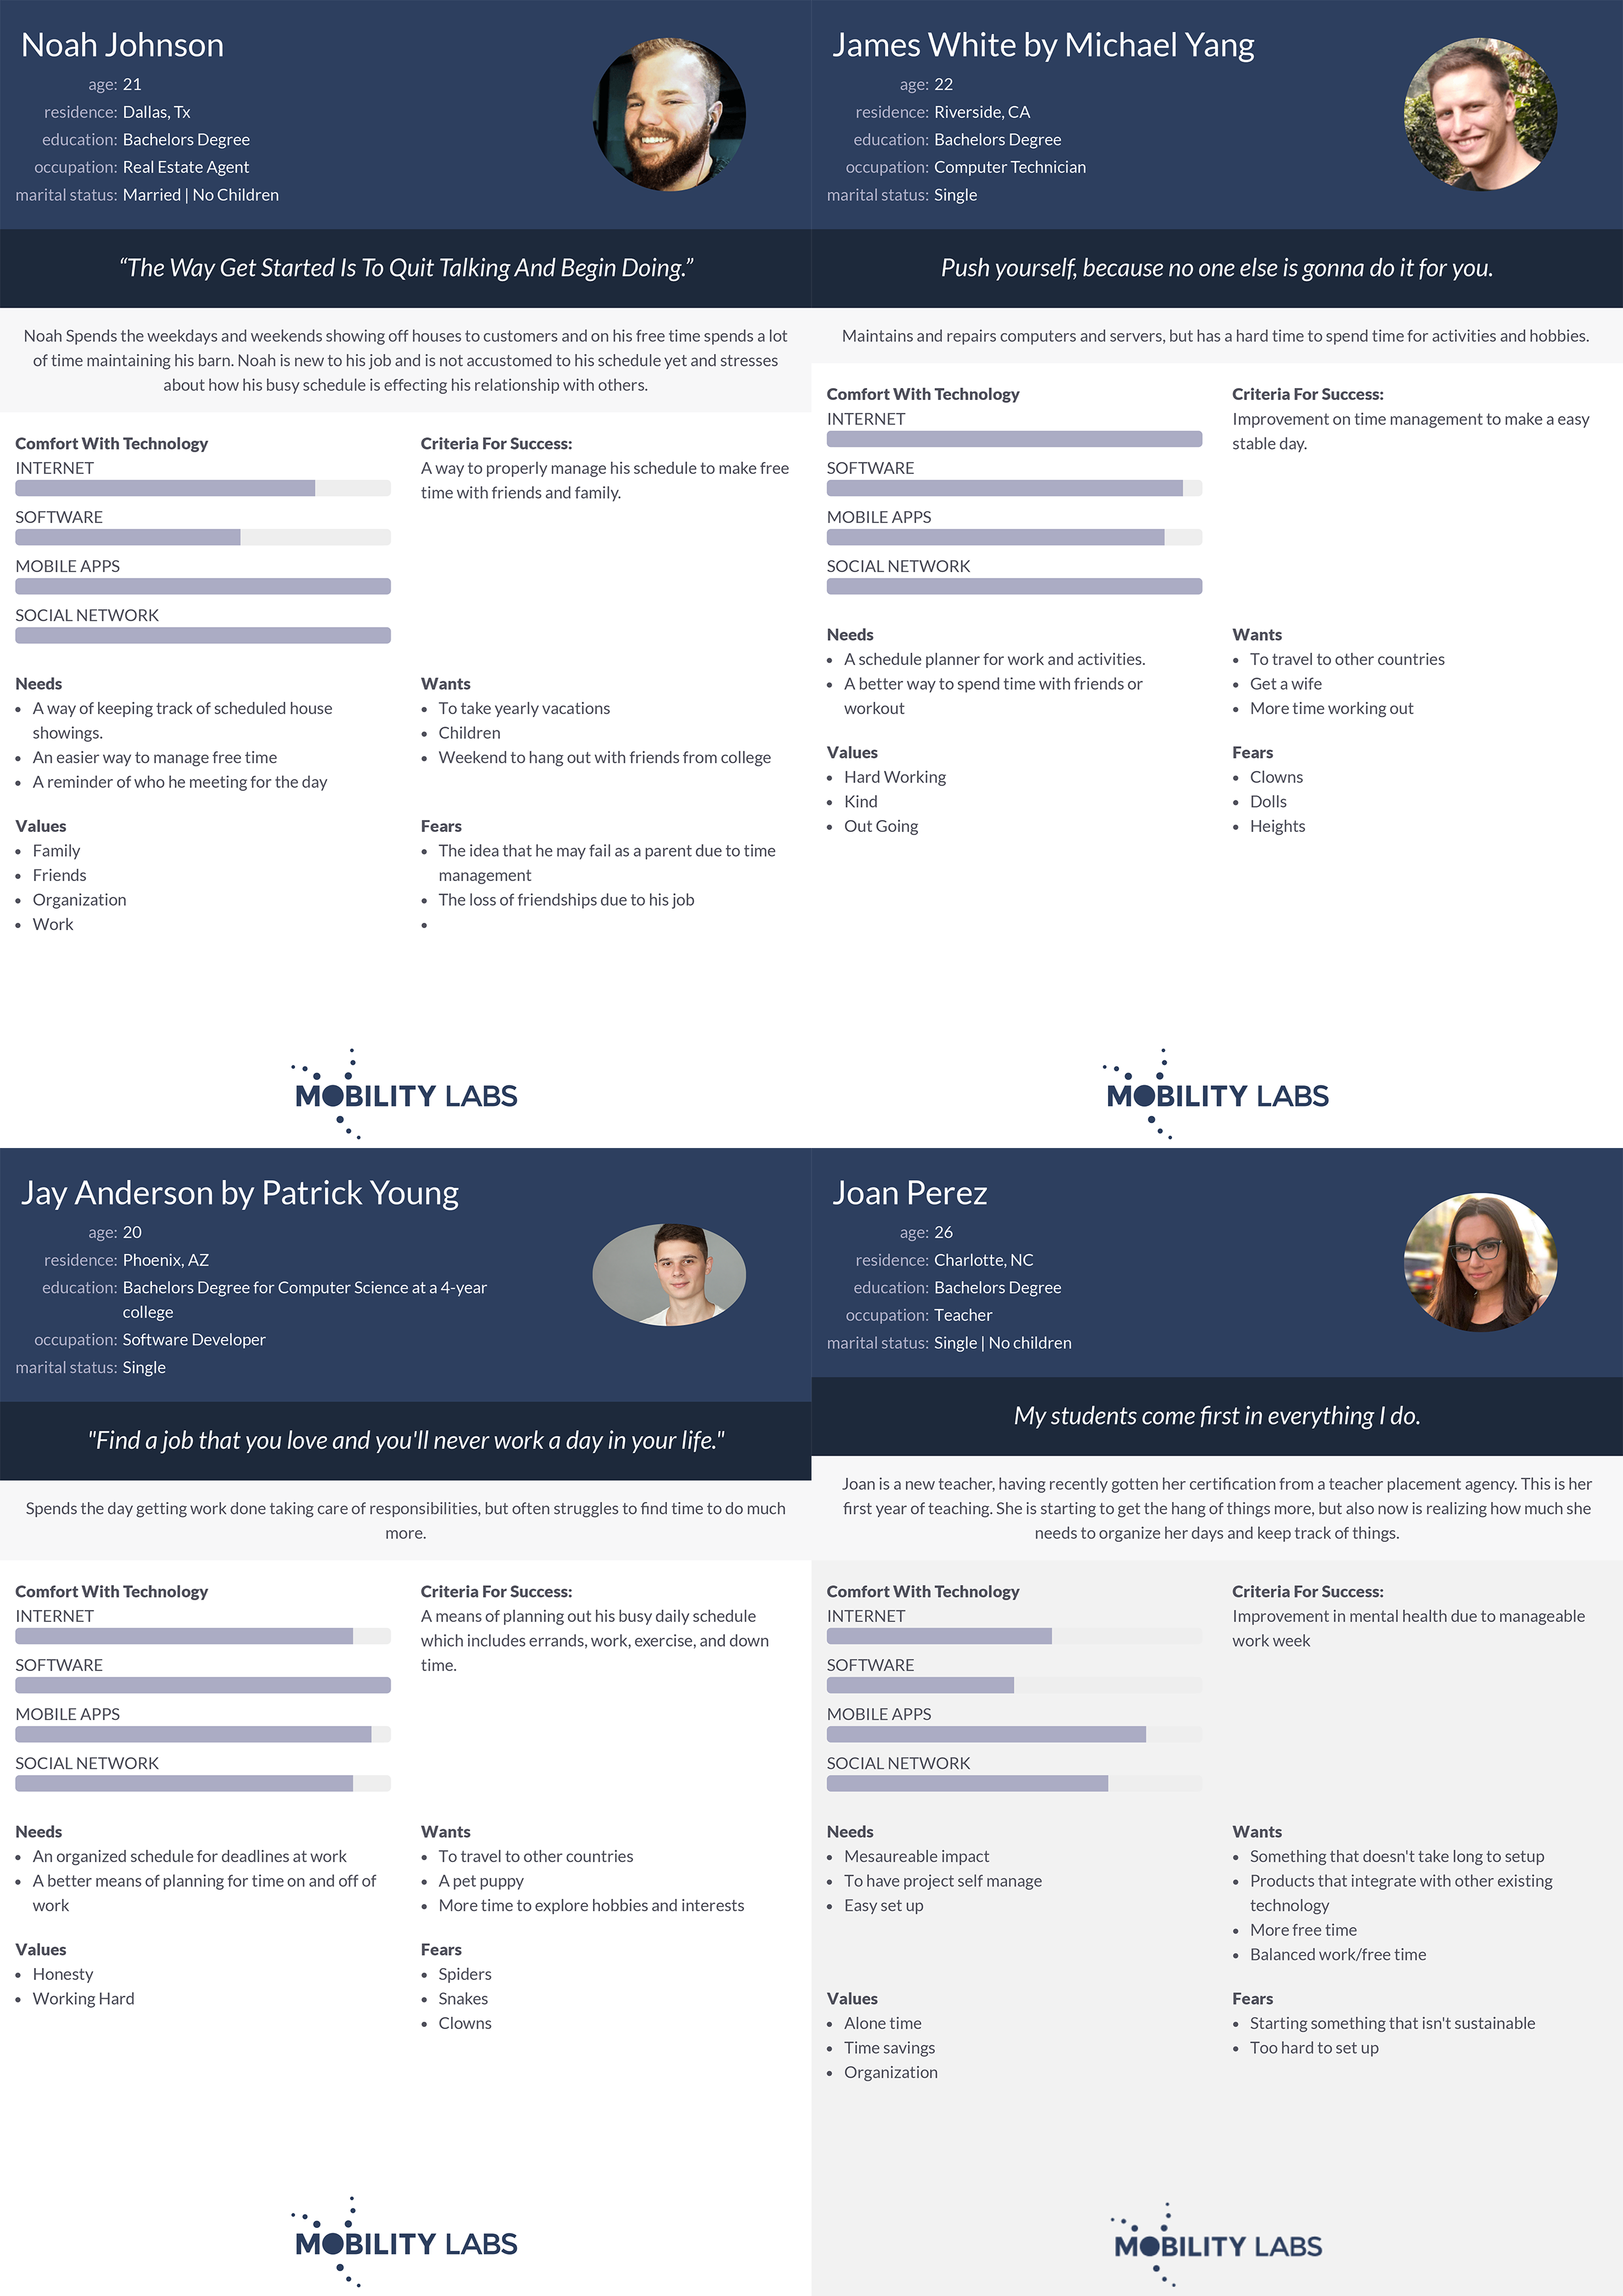 Noah Johnson
age: 21
residence: Dallas, Tx
education: Bachelors Degree
occupation: Real Estate Agent
marital status: Married | No Children
“The Way Get Started Is To Quit Talking And Begin Doing.”
Noah Spends the weekdays and weekends showing off houses to customers and on his free time spends a lot
of time maintaining his barn. Noah is new to his job and is not accustomed to his schedule yet and stresses
about how his busy schedule is effecting his relationship with others.
Comfort With Technology
INTERNET
SOFTWARE
MOBILE APPS
SOCIAL NETWORK
Criteria For Success:
A way to properly manage his schedule to make free
time with friends and family.
Needs
• A way of keeping track of scheduled house
showings.
• An easier way to manage free time
• A reminder of who he meeting for the day
Wants
• To take yearly vacations
• Children
• Weekend to hang out with friends from college
Values
• Family
• Friends
• Organization
• Work
Fears
• The idea that he may fail as a parent due to time
management
• The loss of friendships due to his job
•
MOBILITY LABS
James White by Michael Yang
age: 22
residence: Riverside, CA
education: Bachelors Degree
occupation: Computer Technician
marital status: Single
Push yourself, because no one else is gonna do it for you.
Maintains and repairs computers and servers, but has a hard time to spend time for activities and hobbies.
Comfort With Technology
INTERNET
SOFTWARE
MOBILE APPS
SOCIAL NETWORK
Criteria For Success:
Improvement on time management to make a easy
stable day.
Needs
• A schedule planner for work and activities.
• A better way to spend time with friends or
workout
Wants
• To travel to other countries
• Get a wife
• More time working out
Values
• Hard Working
• Kind
• Out Going
Fears
• Clowns
• Dolls
• Heights
MOBILITY LABS
Jay Anderson by Patrick Young
age: 20
residence: Phoenix, AZ
education: Bachelors Degree for Computer Science at a 4-year
college
occupation: Software Developer
marital status: Single
"Find a job that you love and you'll never work a day in your life."
Spends the day getting work done taking care of responsibilities, but often struggles to find time to do much
more.
Comfort With Technology
INTERNET
SOFTWARE
MOBILE APPS
SOCIAL NETWORK
Criteria For Success:
A means of planning out his busy daily schedule
which includes errands, work, exercise, and down
time.
Needs
• An organized schedule for deadlines at work
• A better means of planning for time on and off of
work
Wants
• To travel to other countries
• A pet puppy
• More time to explore hobbies and interests
Values
• Honesty
• Working Hard
Fears
• Spiders
• Snakes
• Clowns
MOBILITY LABS
Joan Perez
age: 26
residence: Charlotte, NC
education: Bachelors Degree
occupation: Teacher
marital status: Single | No children
My students come first in everything I do.
Joan is a new teacher, having recently gotten her certification from a teacher placement agency. This is her
first year of teaching. She is starting to get the hang of things more, but also now is realizing how much she
needs to organize her days and keep track of things.
Comfort With Technology
INTERNET
SOFTWARE
MOBILE APPS
SOCIAL NETWORK
Criteria For Success:
Improvement in mental health due to manageable
work week
Needs
• Mesaureable impact
• To have project self manage
• Easy set up
Wants
• Something that doesn't take long to setup
• Products that integrate with other existing
technology
• More free time
• Balanced work/free time
Values
• Alone time
• Time savings
• Organization
Fears
• Starting something that isn't sustainable
• Too hard to set up
MOBILITY LABS